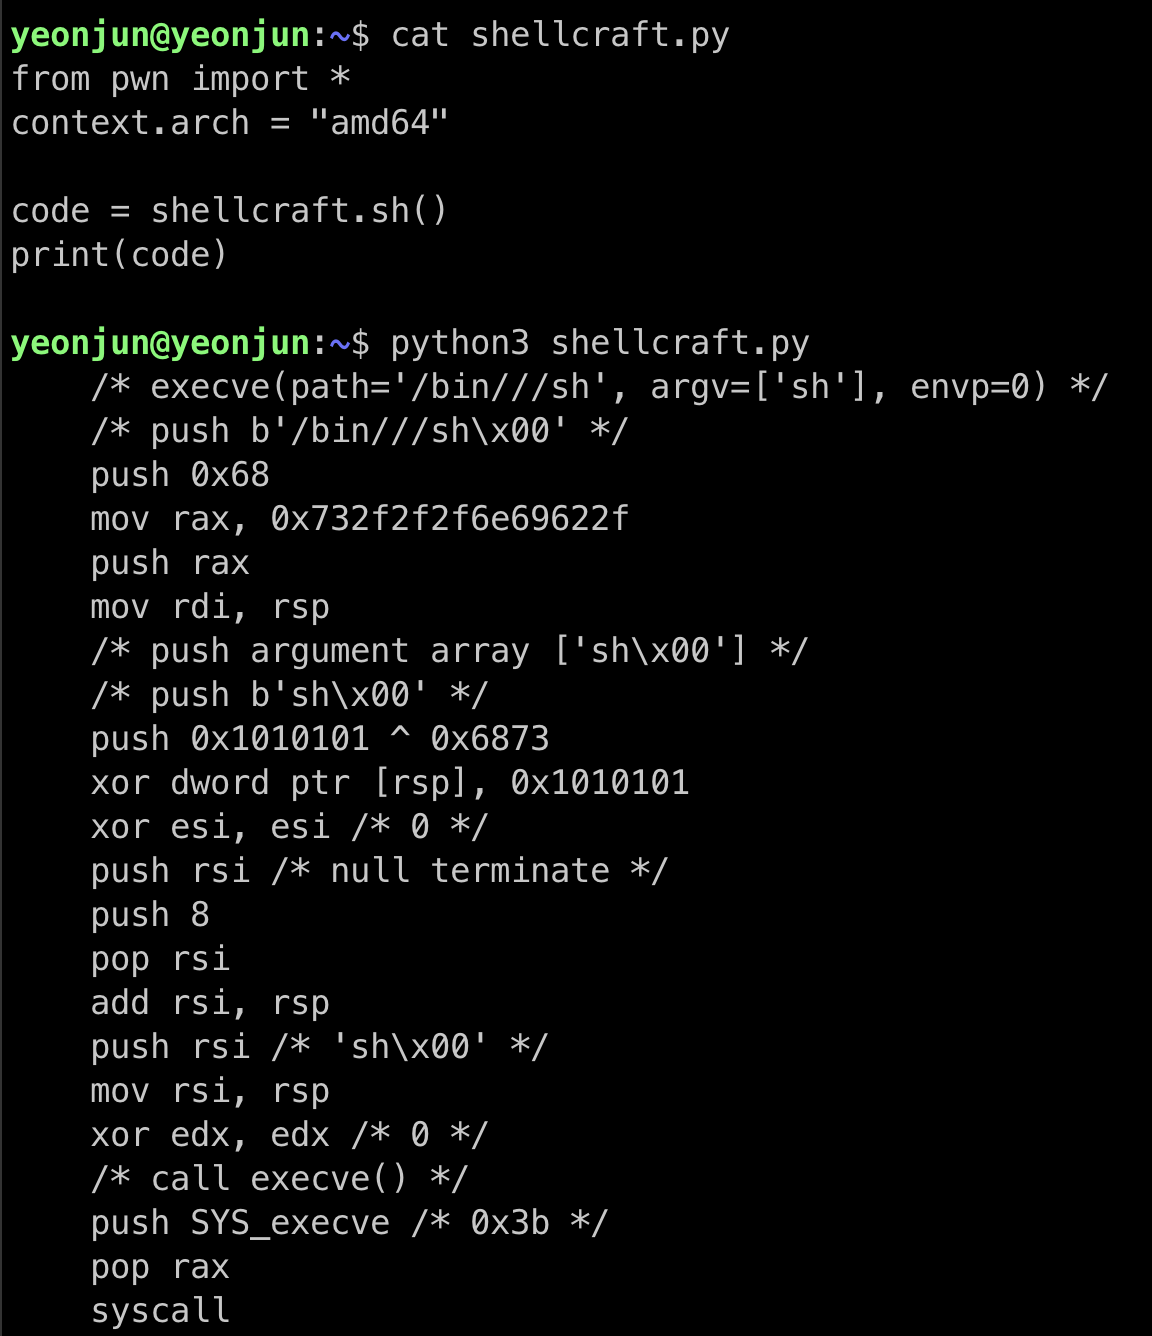 yeonjun@yeonjun:~$ cat shellcraft.py
from pwn import *
context.arch = "amd64"

code = shellcraft.sh()
print(code)

yeonjun@yeonjun:~$ python3 shellcraft.py
    /* execve(path='/bin///sh', argv=['sh'], envp=0) */
    /* push b'/bin///sh\x00' */
    push 0x68
    mov rax, 0x732f2f2f6e69622f
    push rax
    mov rdi, rsp
    /* push argument array ['sh\x00'] */
    /* push b'sh\x00' */
    push 0x1010101 ^ 0x6873
    xor dword ptr [rsp], 0x1010101
    xor esi, esi /* 0 */
    push rsi /* null terminate */
    push 8
    pop rsi
    add rsi, rsp
    push rsi /* 'sh\x00' */
    mov rsi, rsp
    xor edx, edx /* 0 */
    /* call execve() */
    push SYS_execve /* 0x3b */
    pop rax
    syscall